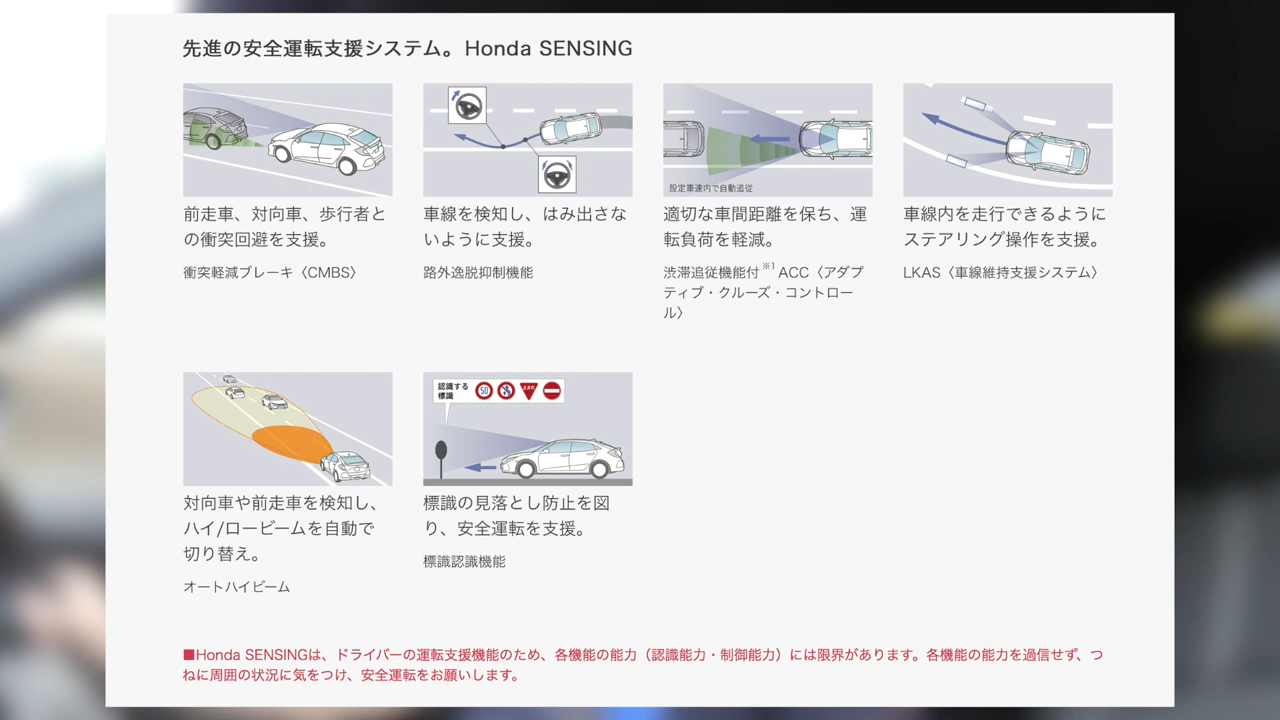 先進の安全運転支援システム。Honda SENSING
設定車速内で自動追従
前走車、対向車、歩行者と
の衝突回避を支援。
衝突軽減ブレーキ〈CMBS〉
車線を検知し、はみ出さな
いように支援。
路外逸脱抑制機能
適切な車間距離を保ち、運
転負荷を軽減。
渋滞追従機能付※1ACC〈アダプ
ティブ・クルーズ・コントロー
ル〉
車線内を走行できるように
ステアリング操作を支援。
LKAS〈車線維持支援システム〉
認識する
標識
50
対向車や前走車を検知し、
ハイ/ロービームを自動で
切り替え。
オートハイビーム
標識の見落とし防止を図
り、安全運転を支援。
標識認識機能
■Honda SENSINGは、ドライバーの運転支援機能のため、各機能の能力（認識能力・制御能力）には限界があります。各機能の能力を過信せず、つ
ねに周囲の状況に気をつけ、安全運転をお願いします。